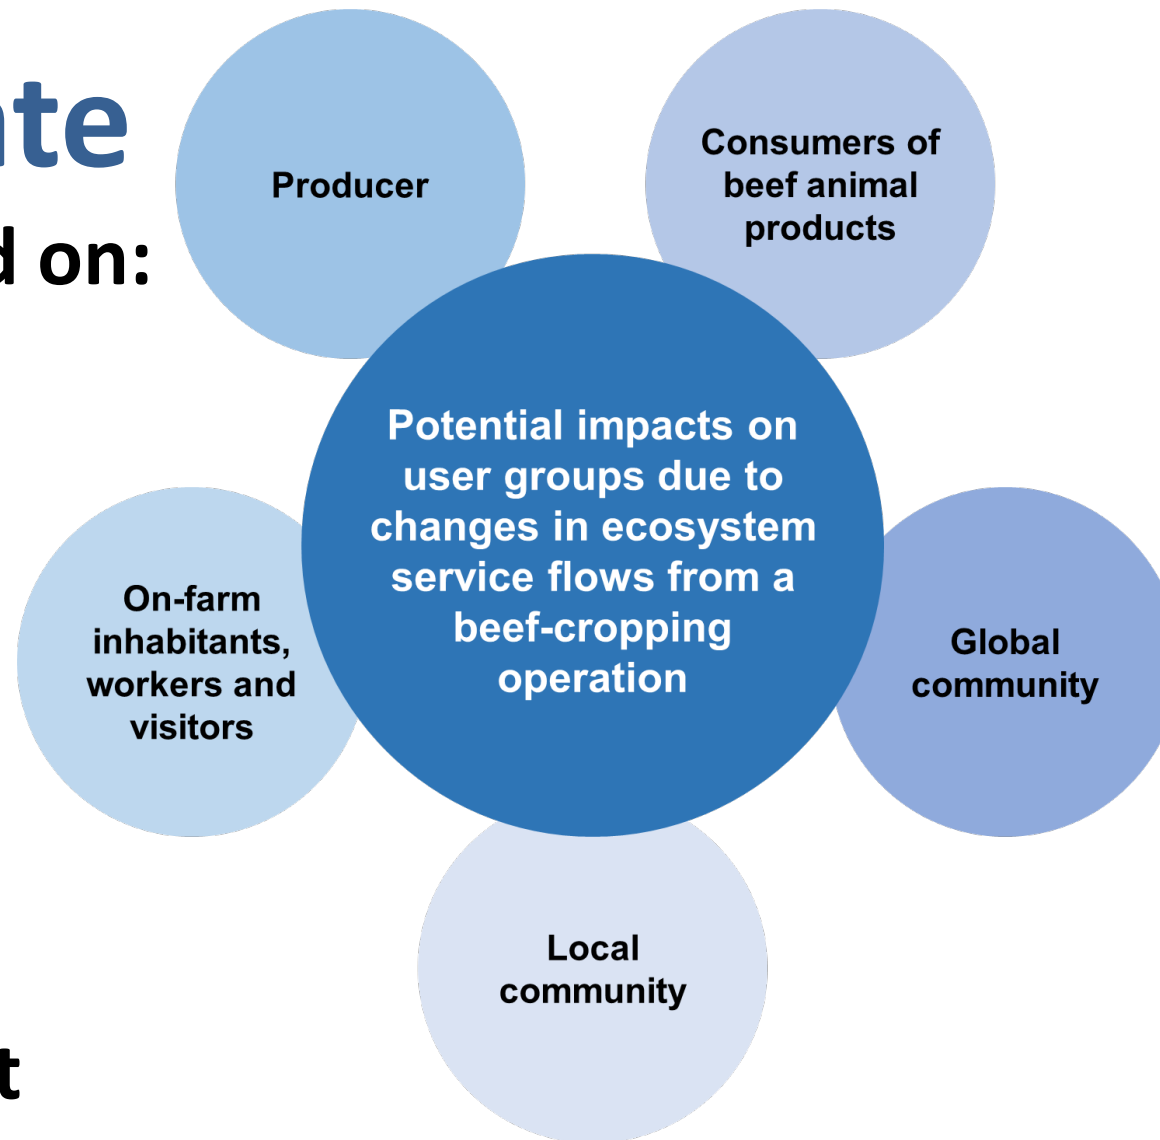 te
d on:
Producer
Consumers of
beef animal
products
Potential impacts on
user groups due to
changes in ecosystem
service flows from a
beef-cropping
operation
On-farm
inhabitants,
workers and
visitors
Global
community
Local
community
t